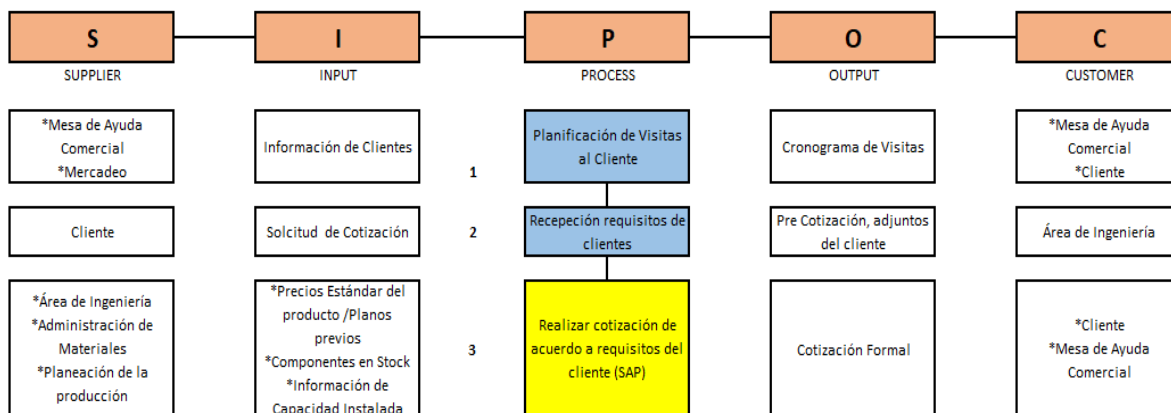 S I P O C
SUPPLIER INPUT PROCESS OUTPUT CUSTOMER
*Mesa de Ayuda
Comercial
*Mercadeo
Información de Clientes
1
Planificación de Visitas
al Cliente
Cronograma de Visitas
*Mesa de Ayuda
Comercial
*Cliente
Cliente
Solcitud de Cotización
2
Recepeción requisitos de
clientes
Pre Cotización, adjuntos
del cliente
Área de Ingeniería
*Área de Ingeniería
*Administración de
Materiales
*Planeación de la
producción
*Precios Estándar del
producto /Planos
previos
*Componentes en Stock
*Información de
Capacidad Instalada
3
Realizar cotización de
acuerdo a requisitos del
cliente (SAP)
Cotización Formal
*Cliente
*Mesa de Ayuda
Comercial